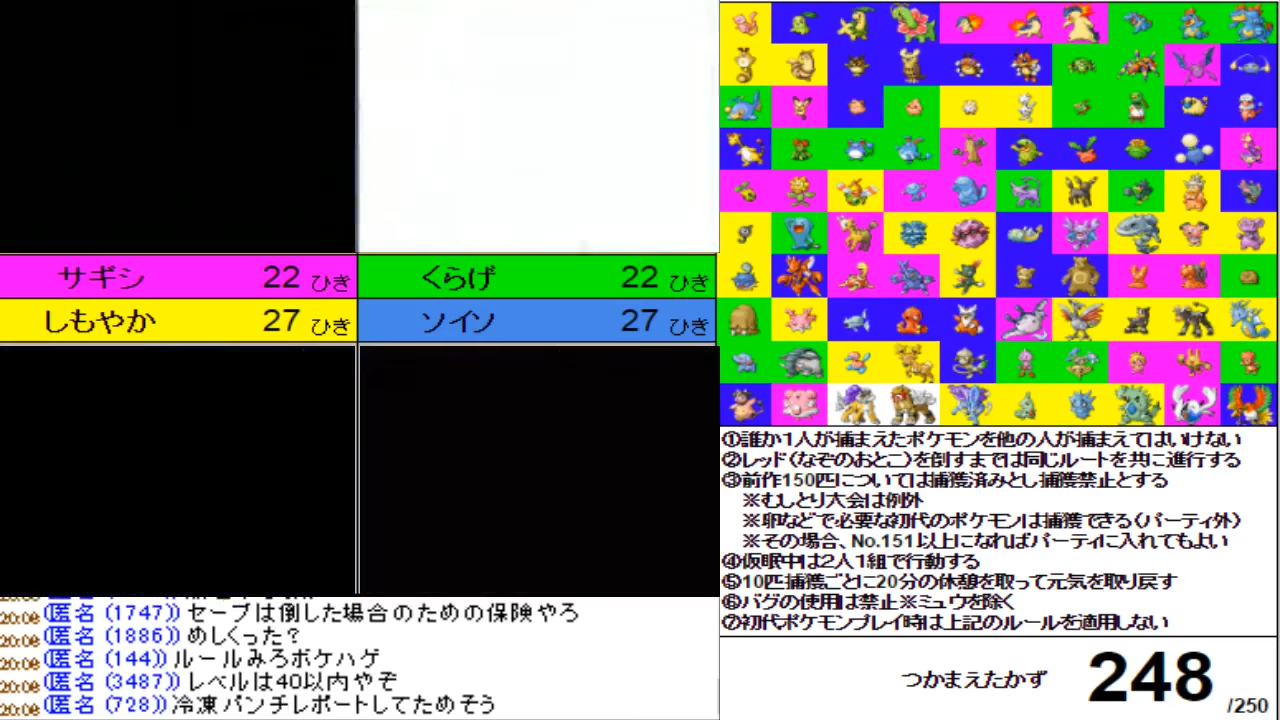 サギシ 22 ひき
くらげ 22 ひき
しもやか 27 ひき
ソイソ 27 ひき
20:08 (匿名 (1747)) セーブは倒した場合のための保険やろ
20:08 (匿名 (1886)) めしくった?
20:08 (匿名 (144)) ルールみろボケハゲ
20:08 (匿名 (3487)) レベルは40以内やぞ
20:08 (匿名 (728)) 冷凍パンチレポートしてためそう
①誰か1人が捕まえたポケモンを他の人が捕まえてはいけない
②レッド(なぞのおとこ)を倒すまでは同じルートを共に進行する
③前作150匹については捕獲済みとし捕獲禁止とする
※むしとり大会は例外
※卵などで必要な初代のポケモンは捕獲できる(パーティ外)
※その場合、No.151以上になればパーティに入れてもよい
④仮眠中は2人1組で行動する
⑤10匹捕獲ごとに20分の休憩を取って元気を取り戻す
⑥バグの使用は禁止※ミュウを除く
⑦初代ポケモンプレイ時は上記のルールを適用しない
つかまえたかず 248 /250